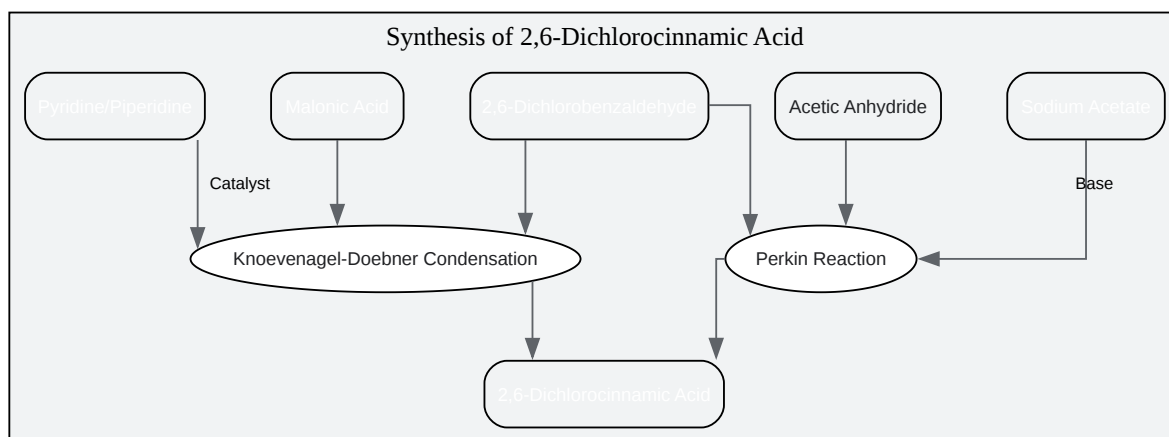 Synthesis of 2,6-Dichlorocinnamic Acid
Pyridine/Piperidine
Malonic Acid
2,6-Dichlorobenzaldehyde
Acetic Anhydride
Sodium Acetate
Catalyst
Base
Knoevenagel-Doebner Condensation
Perkin Reaction
2,6-Dichlorocinnamic Acid